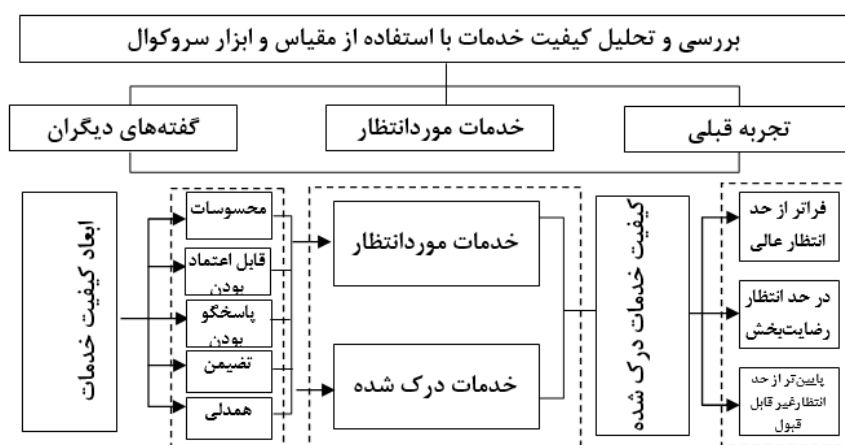 بررسی و تحلیل کیفیت خدمات با استفاده از مقیاس و ابزار سروکوال
تجربه قبلی
خدمات موردانتظار
گفته‌های دیگران
ابعاد کیفیت خدمات
محسوسات
قابل اعتماد
بودن
پاسخگو
بودن
تضیمن
همدلی
خدمات موردانتظار
خدمات درک شده
کیفیت خدمات درک شده
فراتر از حد
انتظار عالی
در حد انتظار
رضایت‌بخش
پایین‌تر از حد
انتظارغیر قابل
قبول